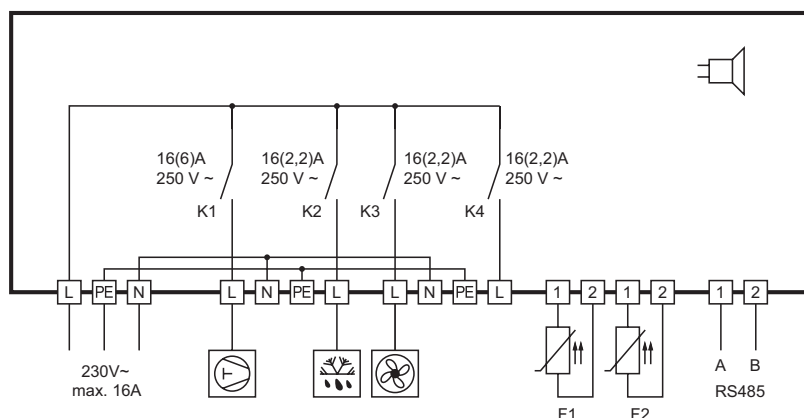 16(6)A
250 V ~
K1
16(2,2)A
250 V ~
K2
16(2,2)A
250 V ~
K3
16(2,2)A
250 V ~
K4
L PE N L N PE L L N PE L 1 2 1 2 1 2
230V~
max. 16A
T
A B
RS485
F1 F2